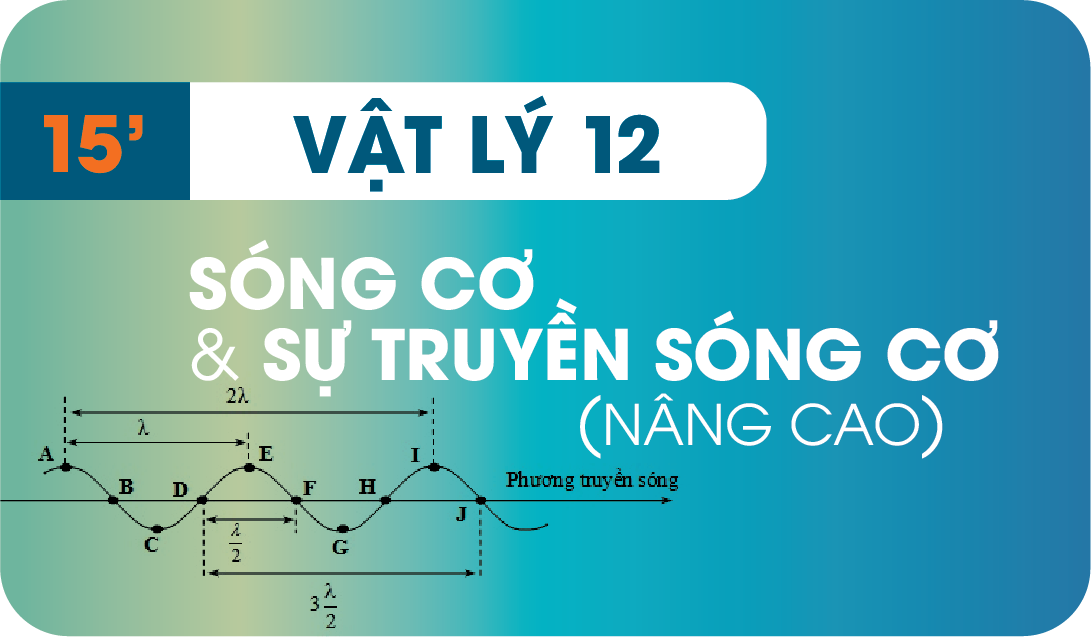 15’ VẬT LÝ 12
SÓNG CƠ
& SỰ TRUYỀN SÓNG CƠ
(NÂNG CAO)
2λ
λ
A E I
Phương truyền sóng
B D F H J
λ/2
C G
3 λ/2